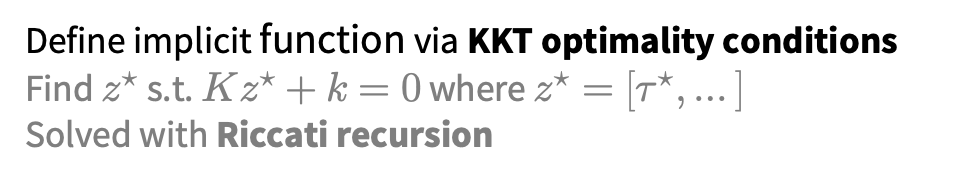 Define implicit function via KKT optimality conditions
Find z⋆ s.t. Kz⋆ + k = 0 where z⋆ = [τ⋆, … ]
Solved with Riccati recursion